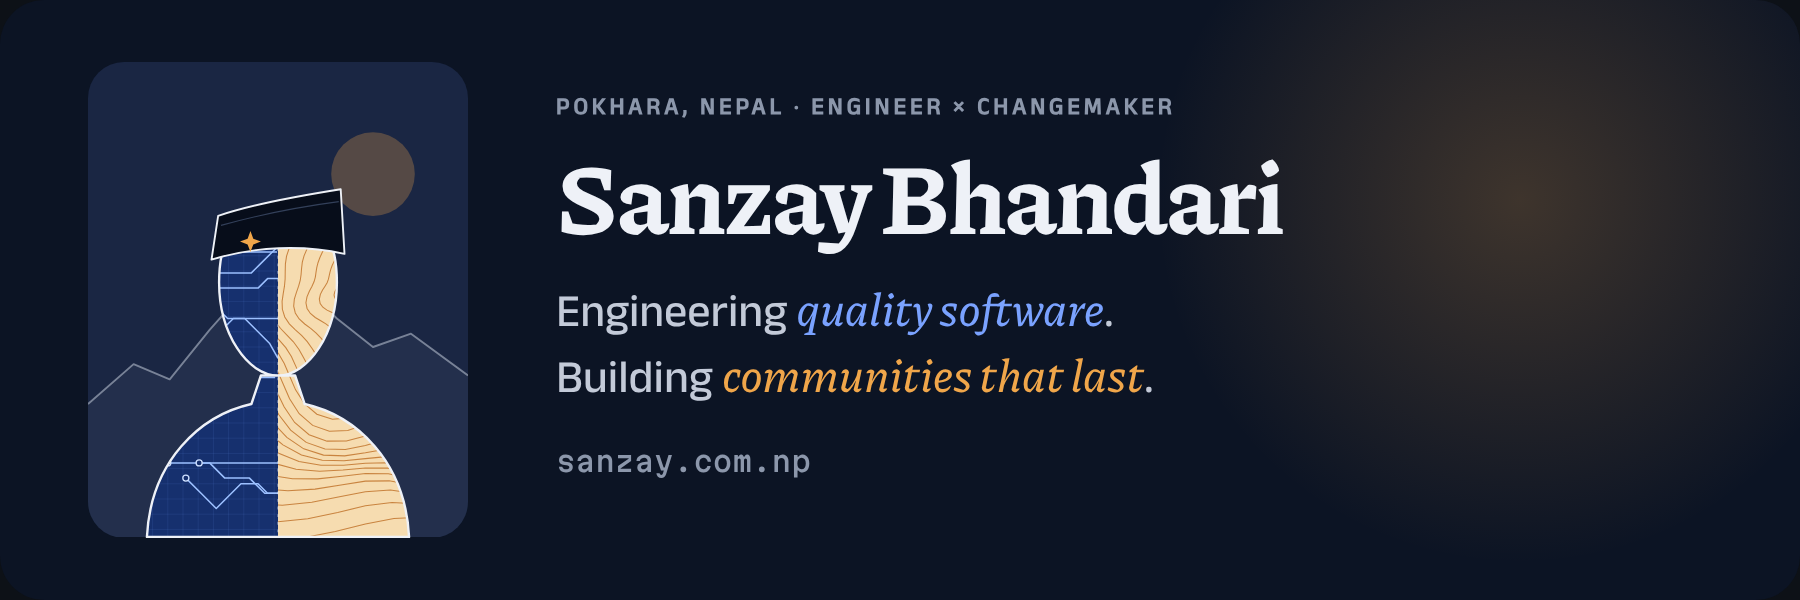 POKHARA, NEPAL · ENGINEER × CHANGEMAKER
Sanzay Bhandari
Engineering quality software.
Building communities that last.
sanzay.com.np